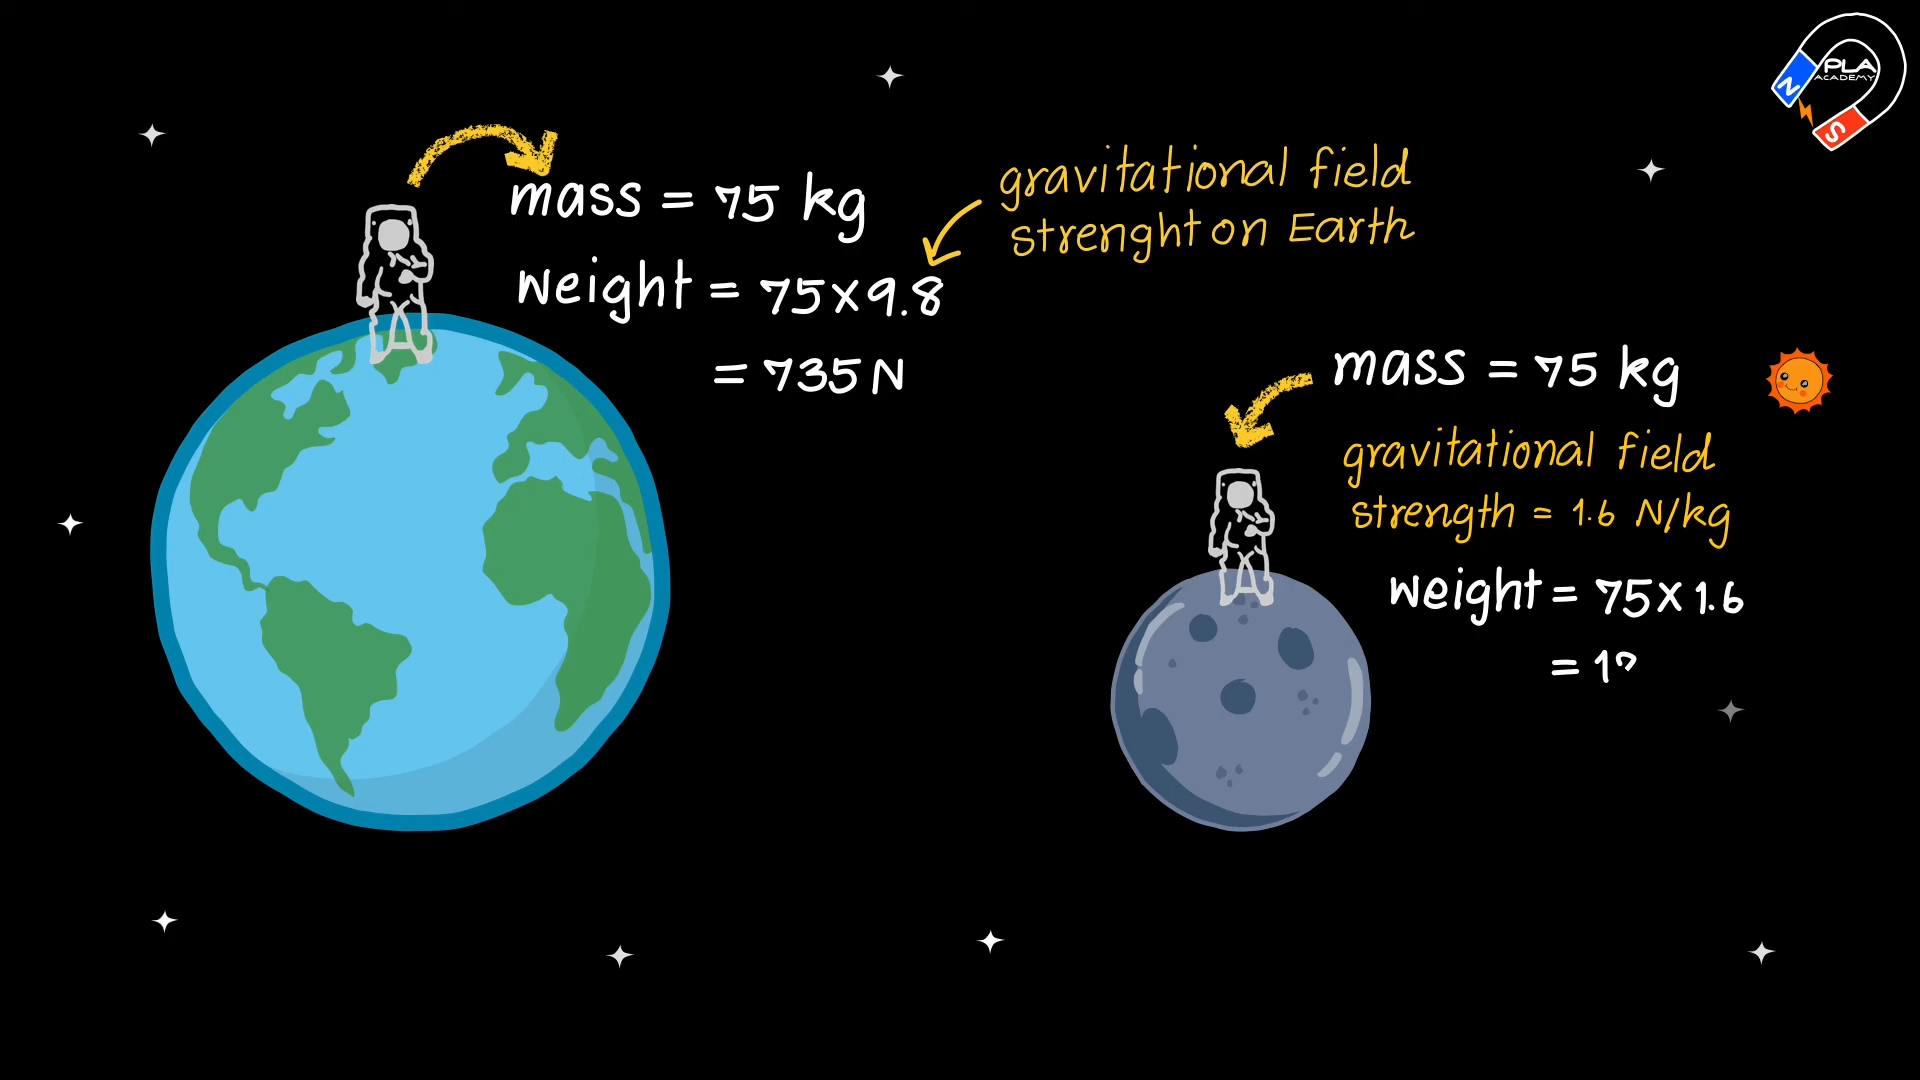 N
PLA
ACADEMY
S
mass = 75 kg
weight = 75x9.8
= 735 N
gravitational field
strenght on Earth
mass = 75 kg
gravitational field
strength = 1.6 N/kg
weight = 75x1.6
= 1